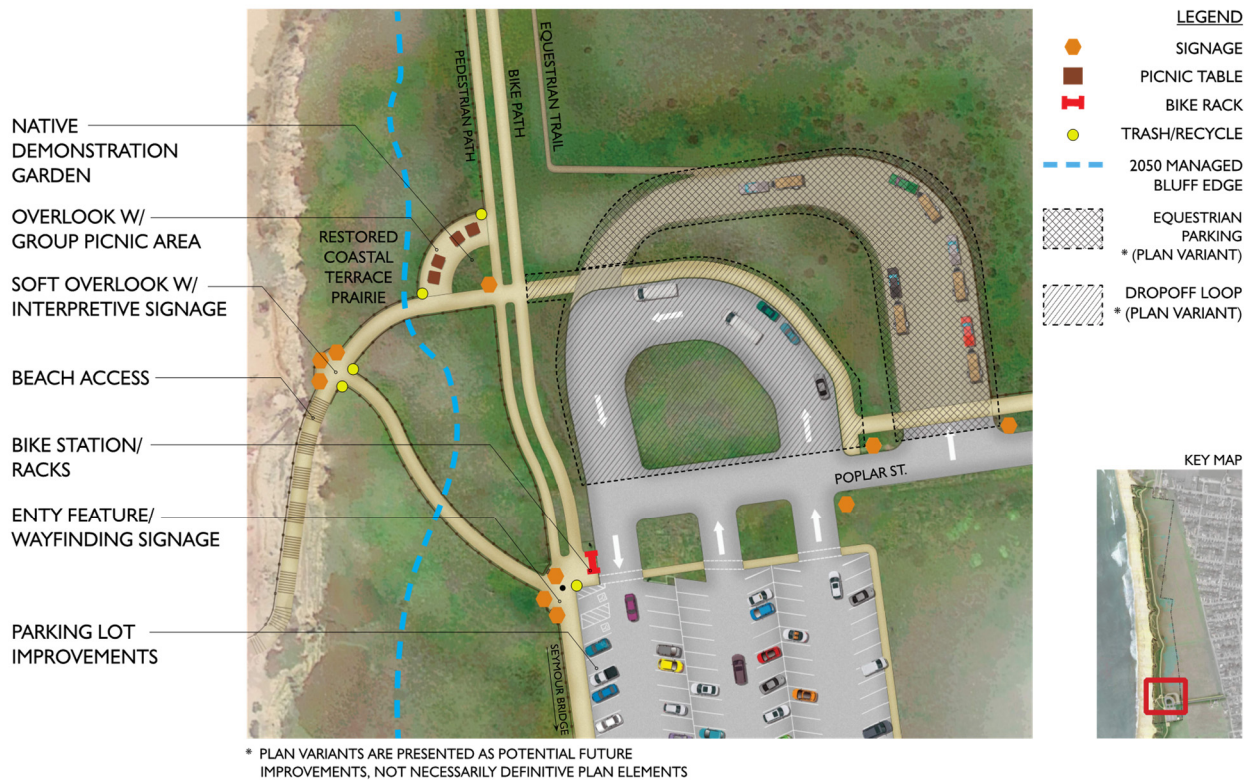 NATIVE
DEMONSTRATION
GARDEN
OVERLOOK W/
GROUP PICNIC AREA
SOFT OVERLOOK W/
INTERPRETIVE SIGNAGE
BEACH ACCESS
BIKE STATION/
RACKS
ENTY FEATURE/
WAYFINDING SIGNAGE
PARKING LOT
IMPROVEMENTS
PEDESTRIAN PATH
BIKE PATH
EQUESTRIAN TRAIL
RESTORED
COASTAL
TERRACE
PRAIRIE
POPLAR ST.
SEYMOUR BRIDGE
LEGEND
SIGNAGE
PICNIC TABLE
BIKE RACK
TRASH/RECYCLE
2050 MANAGED
BLUFF EDGE
EQUESTRIAN
PARKING
* (PLAN VARIANT)
DROPOFF LOOP
* (PLAN VARIANT)
KEY MAP
* PLAN VARIANTS ARE PRESENTED AS POTENTIAL FUTURE
IMPROVEMENTS, NOT NECESSARILY DEFINITIVE PLAN ELEMENTS